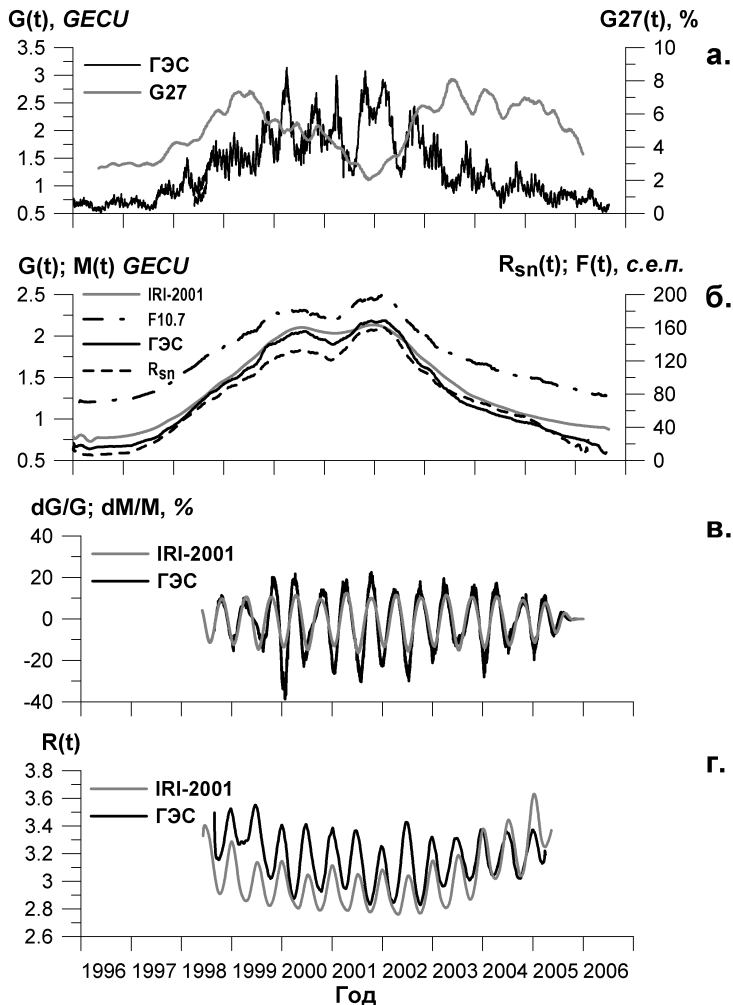 G(t), GECU G27(t), %
а.
3.5 10
3 8
2.5 6
2
1.5 4
1 2
0.5 0
ГЭС
G27
G(t); M(t) GECU Rsn(t); F(t), с.е.п.
б.
2.5 200
2 160
120
1.5 80
1 40
0.5 0
IRI-2001
F10.7
ГЭС
Rsn
dG/G; dM/M, %
в.
40
20
0
-20
-40
IRI-2001
ГЭС
R(t)
г.
3.8
3.6
3.4
3.2
3
2.8
2.6
IRI-2001
ГЭС
1996 1997 1998 1999 2000 2001 2002 2003 2004 2005 2006
Год